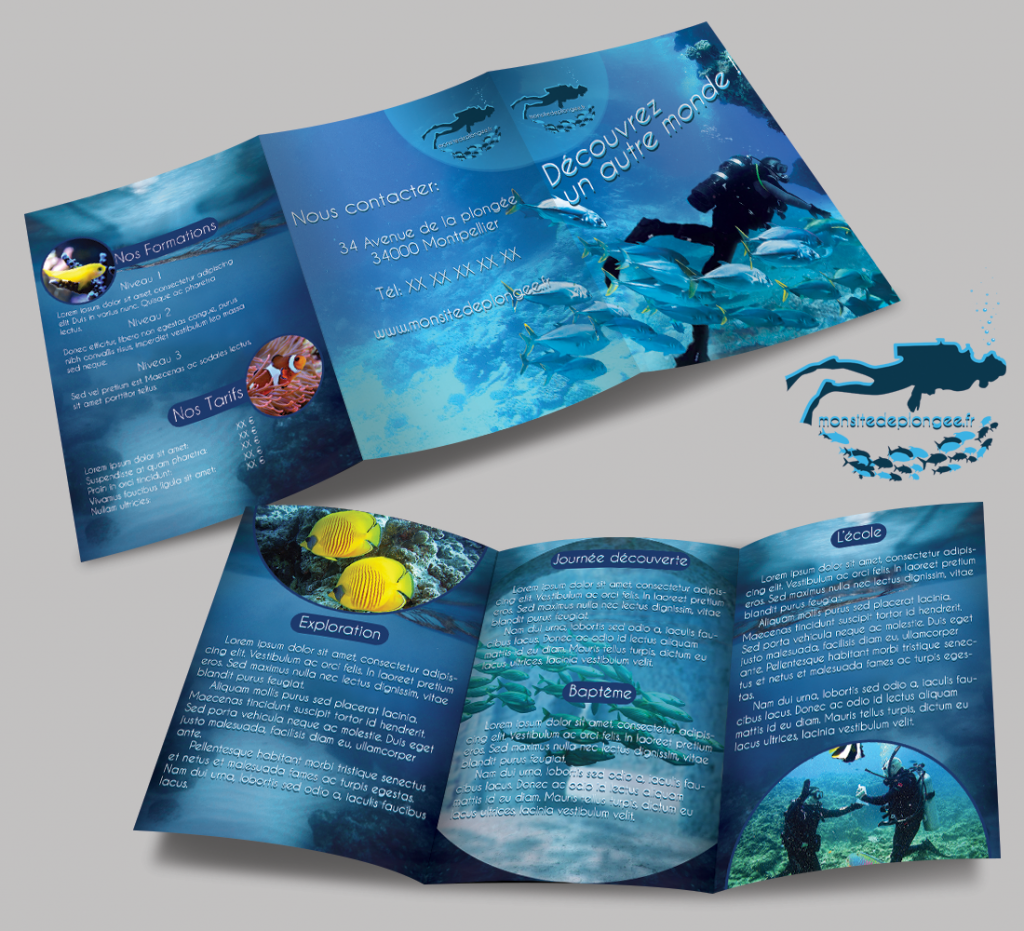 Nos Formations
Niveau 1
Lorem ipsum dolor sit amet, consectetur adipiscing
elit. Duis in varius nunc. Quisque ac pharetra
lectus.
Niveau 2
Donec efficitur libero non egestas congue, purus
nibh convallis risus, imperdiet vestibulum leo massa
sed neque.
Niveau 3
Sed vel pretium est. Maecenas ac sodales lectus,
sit amet porttitor tellus.
Nos Tarifs
XX €
XX €
XX €
XX €
XX €
Lorem ipsum dolor sit amet:
Suspendisse at quam pharetra:
Proin in orci tincidunt:
Vivamus faucibus ligula sit amet:
Nullam ultricies:
monsitedeplongee.fr
Nous contacter:
34 Avenue de la plongée
34000 Montpellier
Tél: XX XX XX XX XX
www.monsitedeplongee.fr
monsitedeplongee.fr
Découvrez
un autre monde !
monsitedeplongee.fr
Exploration
Lorem ipsum dolor sit amet, consectetur adipis-
cing elit. Vestibulum ac orci felis. In laoreet pretium
eros. Sed maximus nulla nec lectus dignissim, vitae
blandit purus feugiat.
Aliquam mollis purus sed placerat lacinia.
Maecenas tincidunt suscipit tortor id hendrerit.
Sed porta vehicula neque ac molestie. Duis eget
justo malesuada, facilisis diam eu, ullamcorper
ante.
Pellentesque habitant morbi tristique senectus
et netus et malesuada fames ac turpis egestas.
Nam dui urna, lobortis sed odio a, iaculis faucibus
lacus.
Journée découverte
Lorem ipsum dolor sit amet, consectetur adipis-
cing elit. Vestibulum ac orci felis. In laoreet pretium
eros. Sed maximus nulla nec lectus dignissim, vitae
blandit purus feugiat.
Nam dui urna, lobortis sed odio a, iaculis fau-
cibus lacus. Donec ac odio id lectus aliquam
mattis id eu diam. Mauris tellus turpis, dictum eu
lacus ultrices, lacinia vestibulum velit.
Baptême
Lorem ipsum dolor sit amet, consectetur adipis-
cing elit. Vestibulum ac orci felis. In laoreet pretium
eros. Sed maximus nulla nec lectus dignissim, vitae
blandit purus feugiat.
Nam dui urna, lobortis sed odio a, iaculis fau-
cibus lacus. Donec ac odio id lectus aliquam
mattis id eu diam. Mauris tellus turpis, dictum eu
lacus ultrices, lacinia vestibulum velit.
L'école
Lorem ipsum dolor sit amet, consectetur adipis-
cing elit. Vestibulum ac orci felis. In laoreet pretium
eros. Sed maximus nulla nec lectus dignissim, vitae
blandit purus feugiat.
Aliquam mollis purus sed placerat lacinia.
Maecenas tincidunt suscipit tortor id hendrerit.
Sed porta vehicula neque ac molestie. Duis eget
justo malesuada, facilisis diam eu, ullamcorper
ante. Pellentesque habitant morbi tristique senec-
tus et netus et malesuada fames ac turpis eges-
tas.
Nam dui urna, lobortis sed odio a, iaculis fau-
cibus lacus. Donec ac odio id lectus aliquam
mattis id eu diam. Mauris tellus turpis, dictum eu
lacus ultrices, lacinia vestibulum velit.